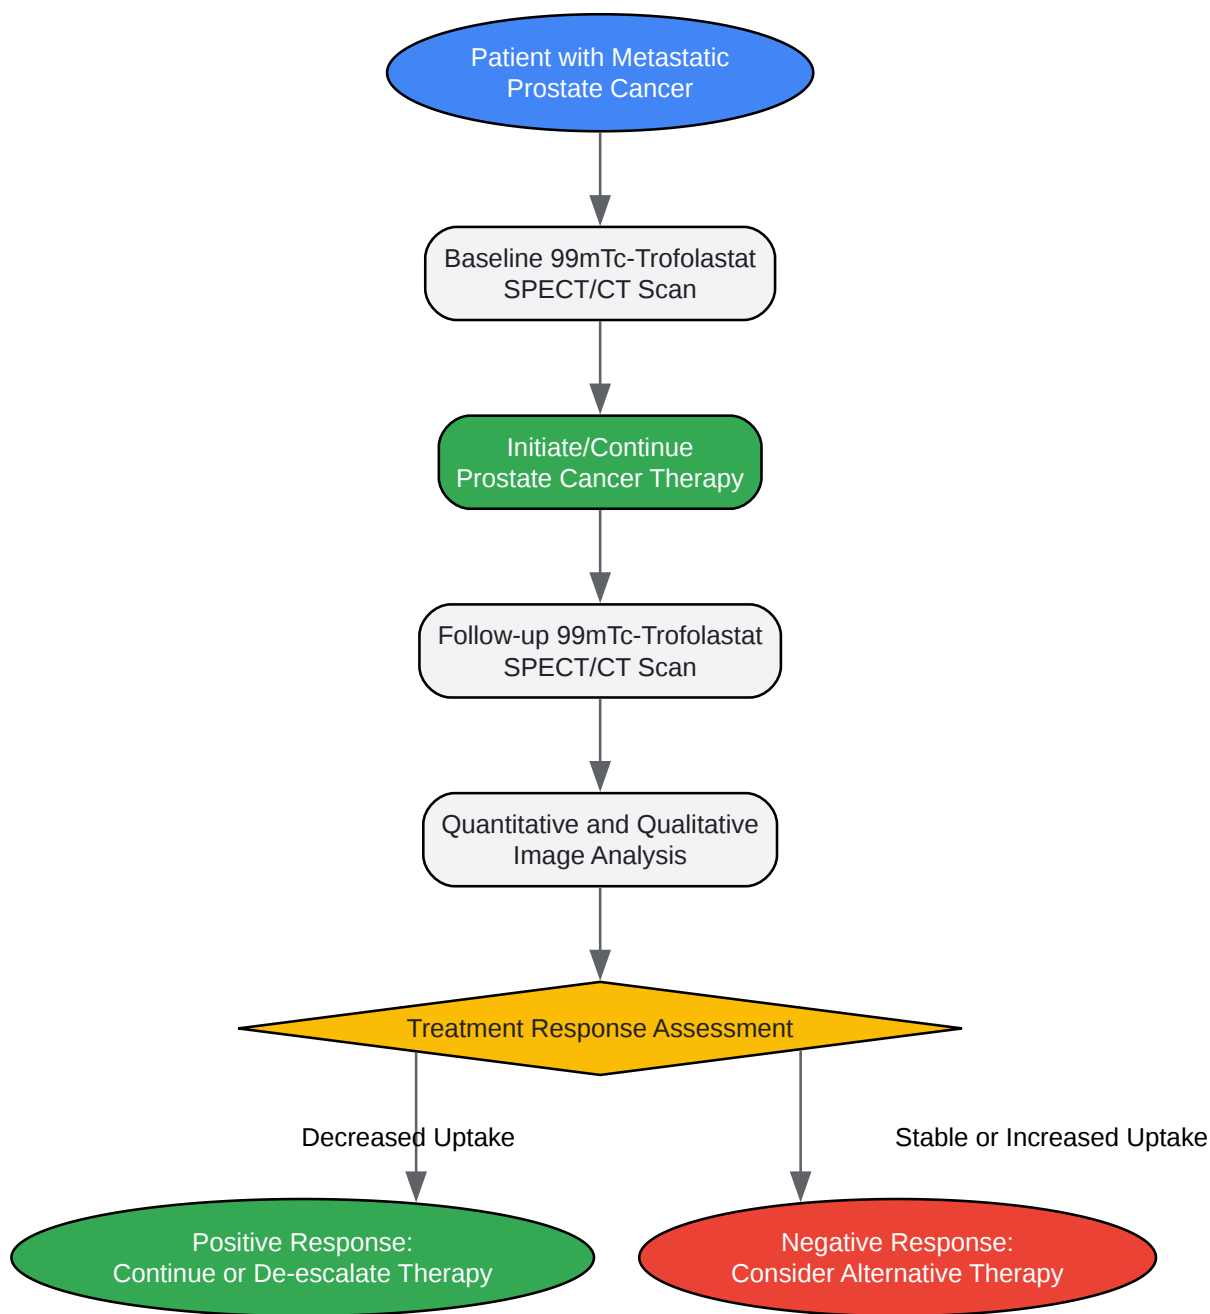 Patient with Metastatic
Prostate Cancer
Baseline 99mTc-Trofolastat
SPECT/CT Scan
Initiate/Continue
Prostate Cancer Therapy
Follow-up 99mTc-Trofolastat
SPECT/CT Scan
Quantitative and Qualitative
Image Analysis
Treatment Response Assessment
Decreased Uptake
Stable or Increased Uptake
Positive Response:
Continue or De-escalate Therapy
Negative Response:
Consider Alternative Therapy